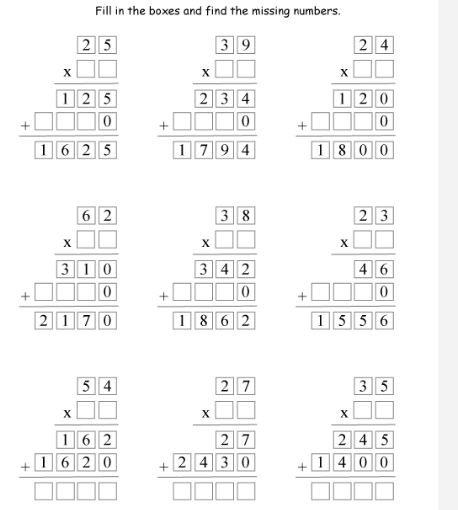 Fill in the boxes and find the missing numbers.
2 5 3 9 2 4
x x x
1 2 5 2 3 4 1 2 0
+ 0 + 0 + 0
1 6 2 5 1 7 9 4 1 8 0 0
6 2 3 8 2 3
x x x
3 1 0 3 4 2 4 6
+ 0 + 0 + 0
2 1 7 0 1 8 6 2 1 5 5 6
5 4 2 7 3 5
x x x
1 6 2 2 7 2 4 5
+ 1 6 2 0 + 2 4 3 0 + 1 4 0 0